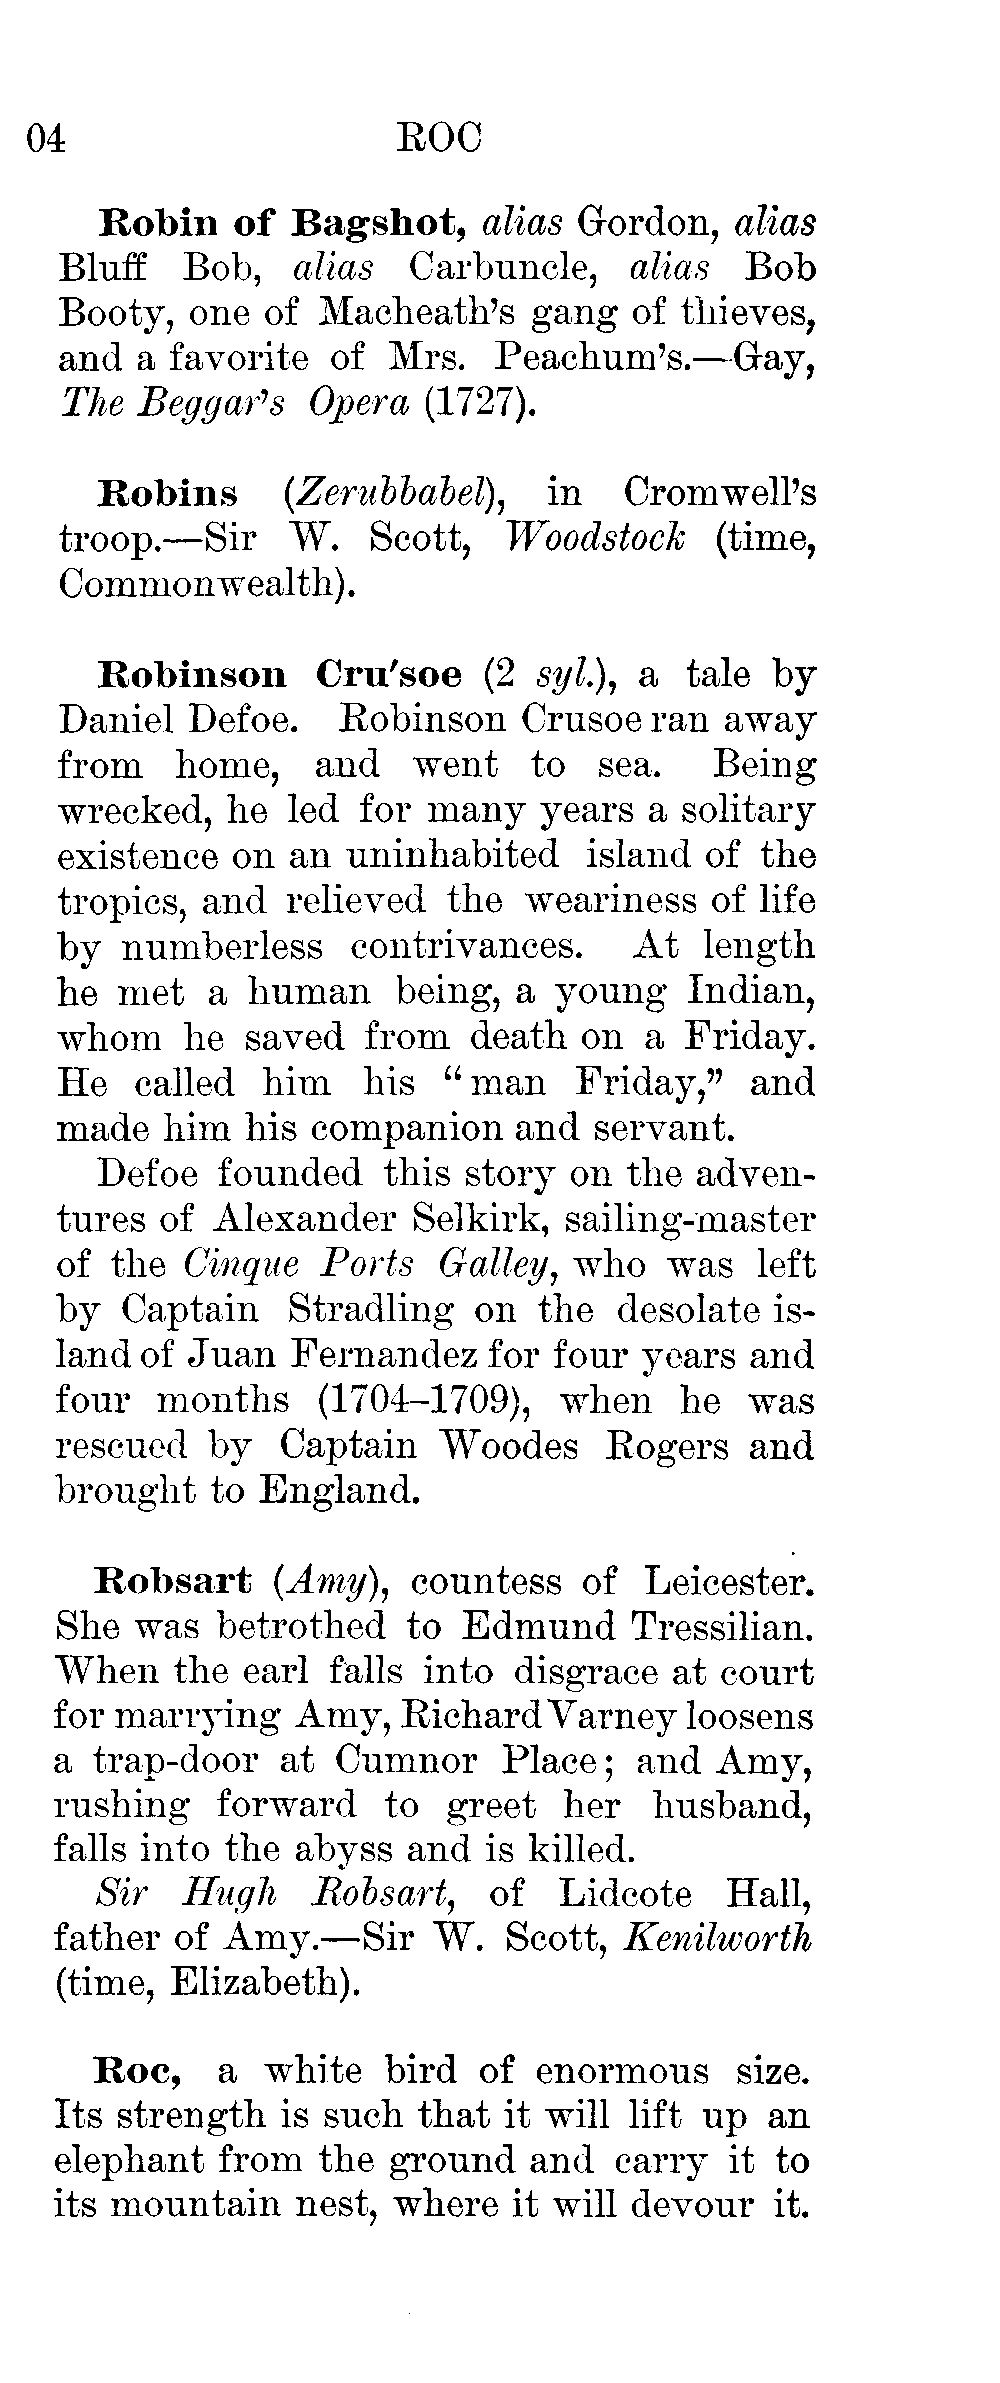 04 ROC
Robin of Bagshot, alias Gordon, alias
Bluff Bob, alias Carbuncle, alias Bob
Booty, one of Macheath's gang of thieves,
and a favorite of Mrs. Peachum's.—Gay,
The Beggar's Opera (1727).
Robins (Zerubbabel), in Cromwell's
troop.—Sir W. Scott, Woodstock (time,
Commonwealth).
Robinson Cru'soe (2 syl.), a tale by
Daniel Defoe. Robinson Crusoe ran away
from home, and went to sea. Being
wrecked, he led for many years a solitary
existence on an uninhabited island of the
tropics, and relieved the weariness of life
by numberless contrivances. At length
he met a human being, a young Indian,
whom he saved from death on a Friday.
He called him his "man Friday," and
made him his companion and servant.
Defoe founded this story on the adven-
tures of Alexander Selkirk, sailing-master
of the Cinque Ports Galley, who was left
by Captain Stradling on the desolate is-
land of Juan Fernandez for four years and
four months (1704–1709), when he was
rescued by Captain Woodes Rogers and
brought to England.
Robsart (Amy), countess of Leicester.
She was betrothed to Edmund Tressilian.
When the earl falls into disgrace at court
for marrying Amy, Richard Varney loosens
a trap-door at Cumnor Place; and Amy,
rushing forward to greet her husband,
falls into the abyss and is killed.
Sir Hugh Robsart, of Lidcote Hall,
father of Amy.—Sir W. Scott, Kenilworth
(time, Elizabeth).
Roc, a white bird of enormous size.
Its strength is such that it will lift up an
elephant from the ground and carry it to
its mountain nest, where it will devour it.